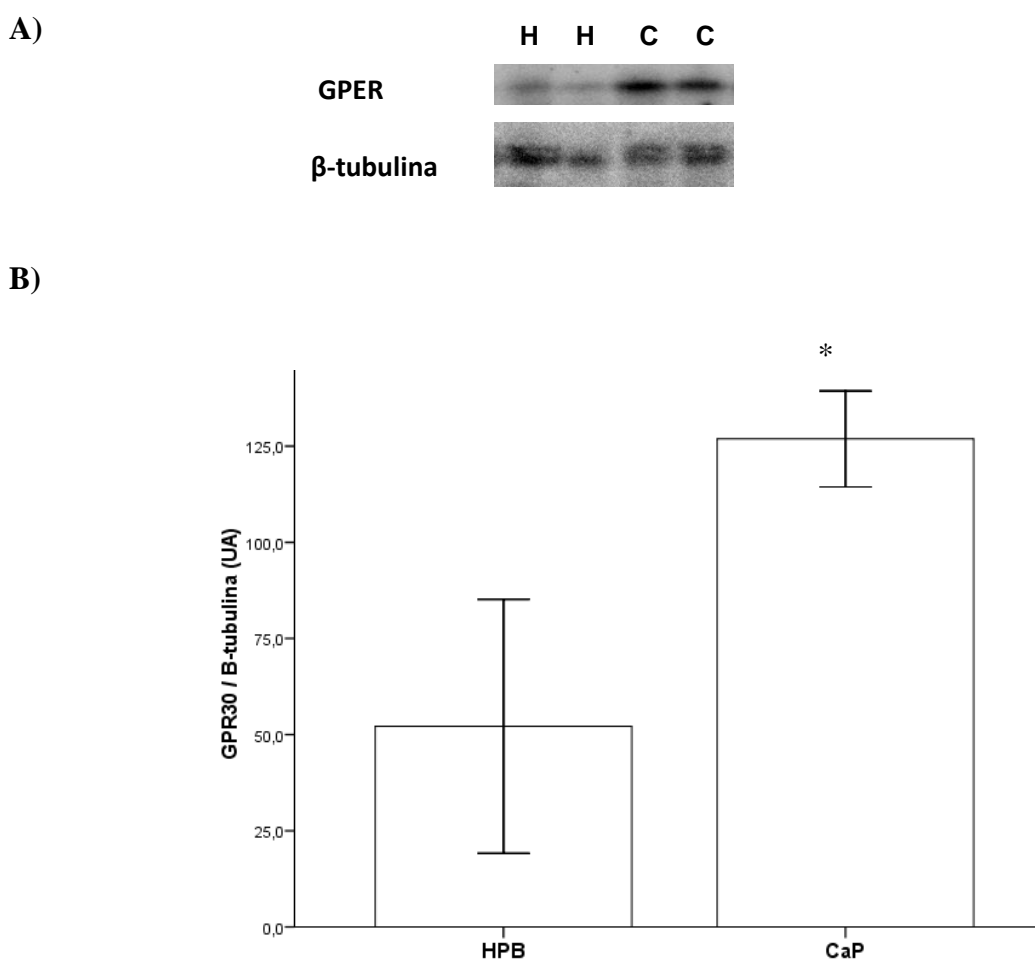 A)
H H C C
GPER
β-tubulina
B)
*
125,0
100,0
75,0
50,0
25,0
0,0
GPR30 / B-tubulina (UA)
HPB CaP